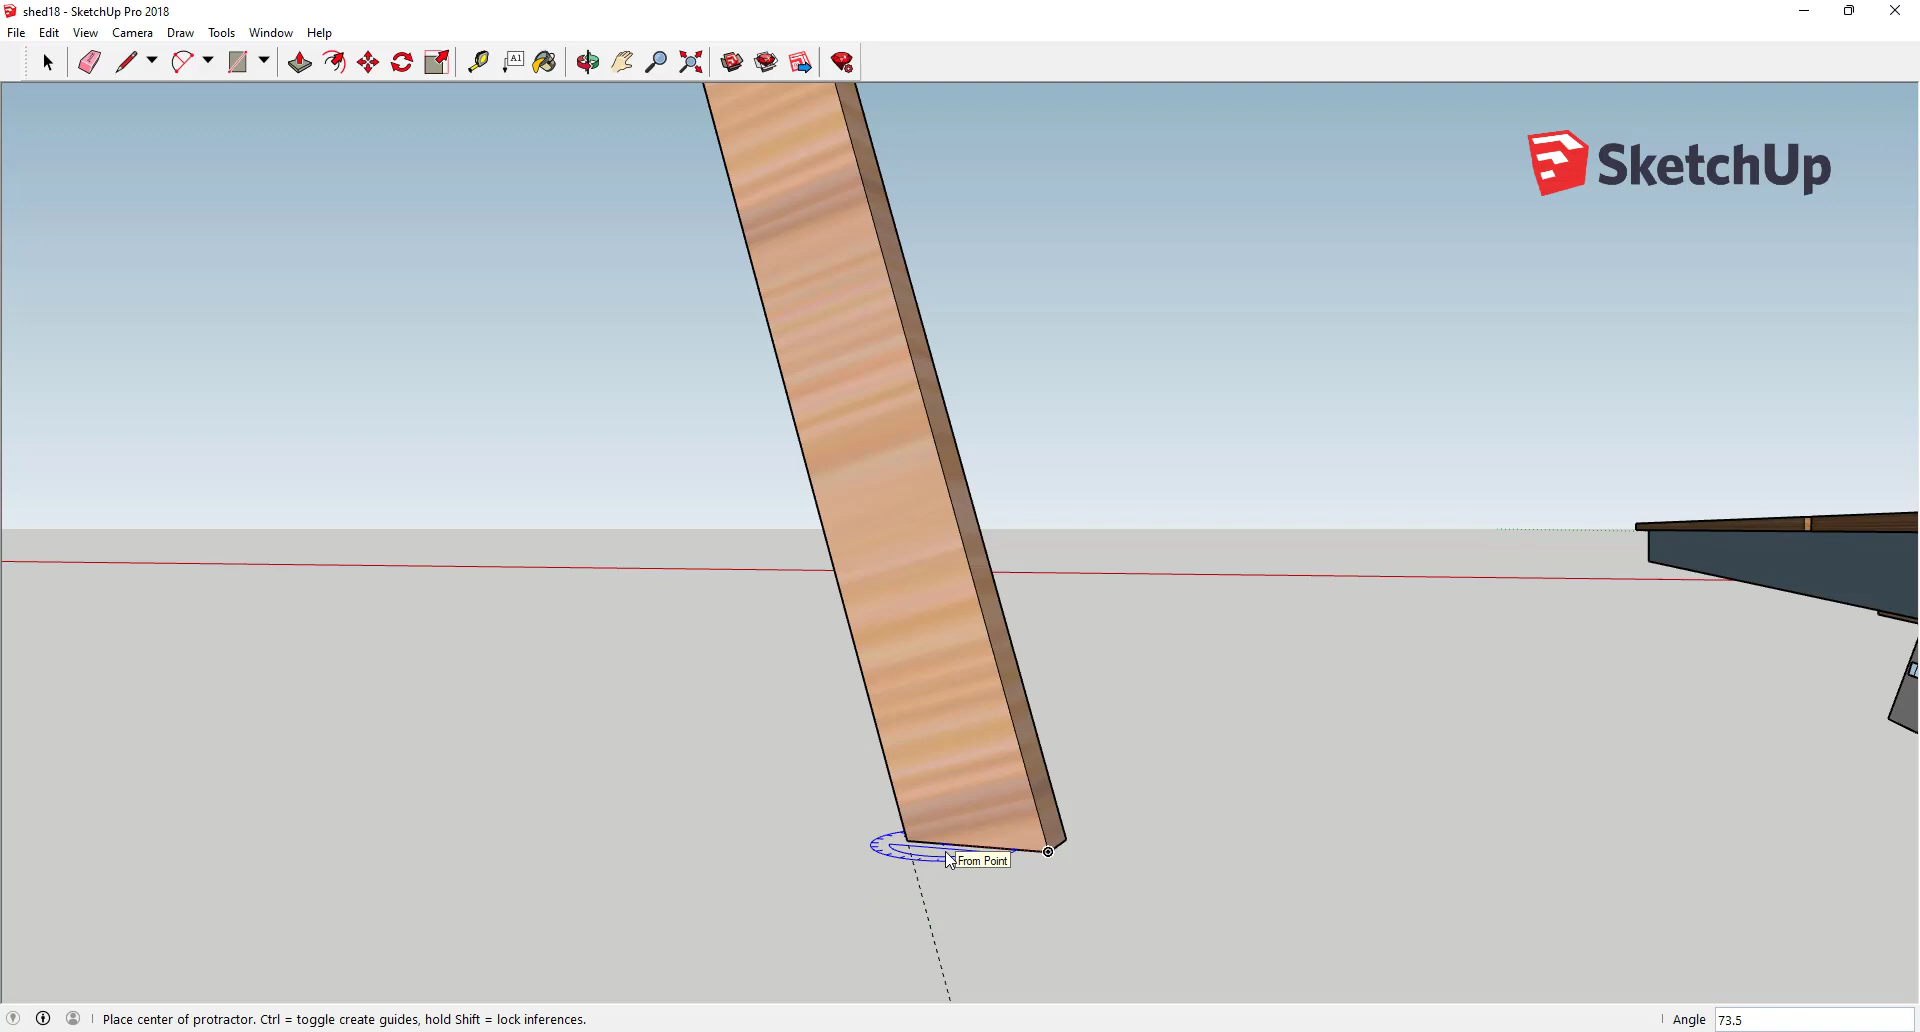 shed18 - SketchUp Pro 2018
File Edit View Camera Draw Tools Window Help
A1
SketchUp
From Point
Place center of protractor. Ctrl = toggle create guides, hold Shift = lock inferences.
Angle 73.5